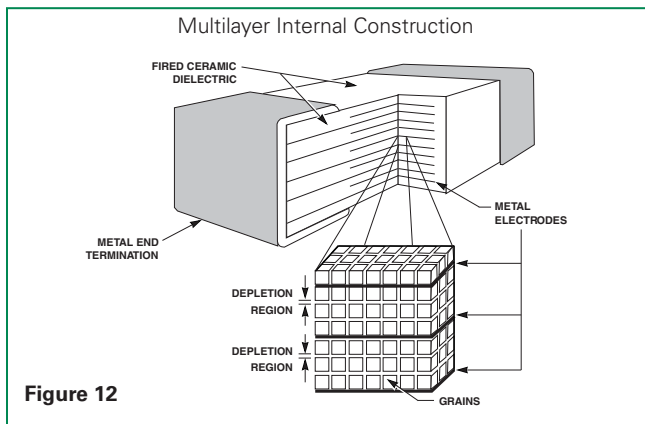 Multilayer Internal Construction
FIRED CERAMIC
DIELECTRIC
METAL
ELECTRODES
METAL END
TERMINATION
DEPLETION
REGION
DEPLETION
REGION
GRAINS
Figure 12